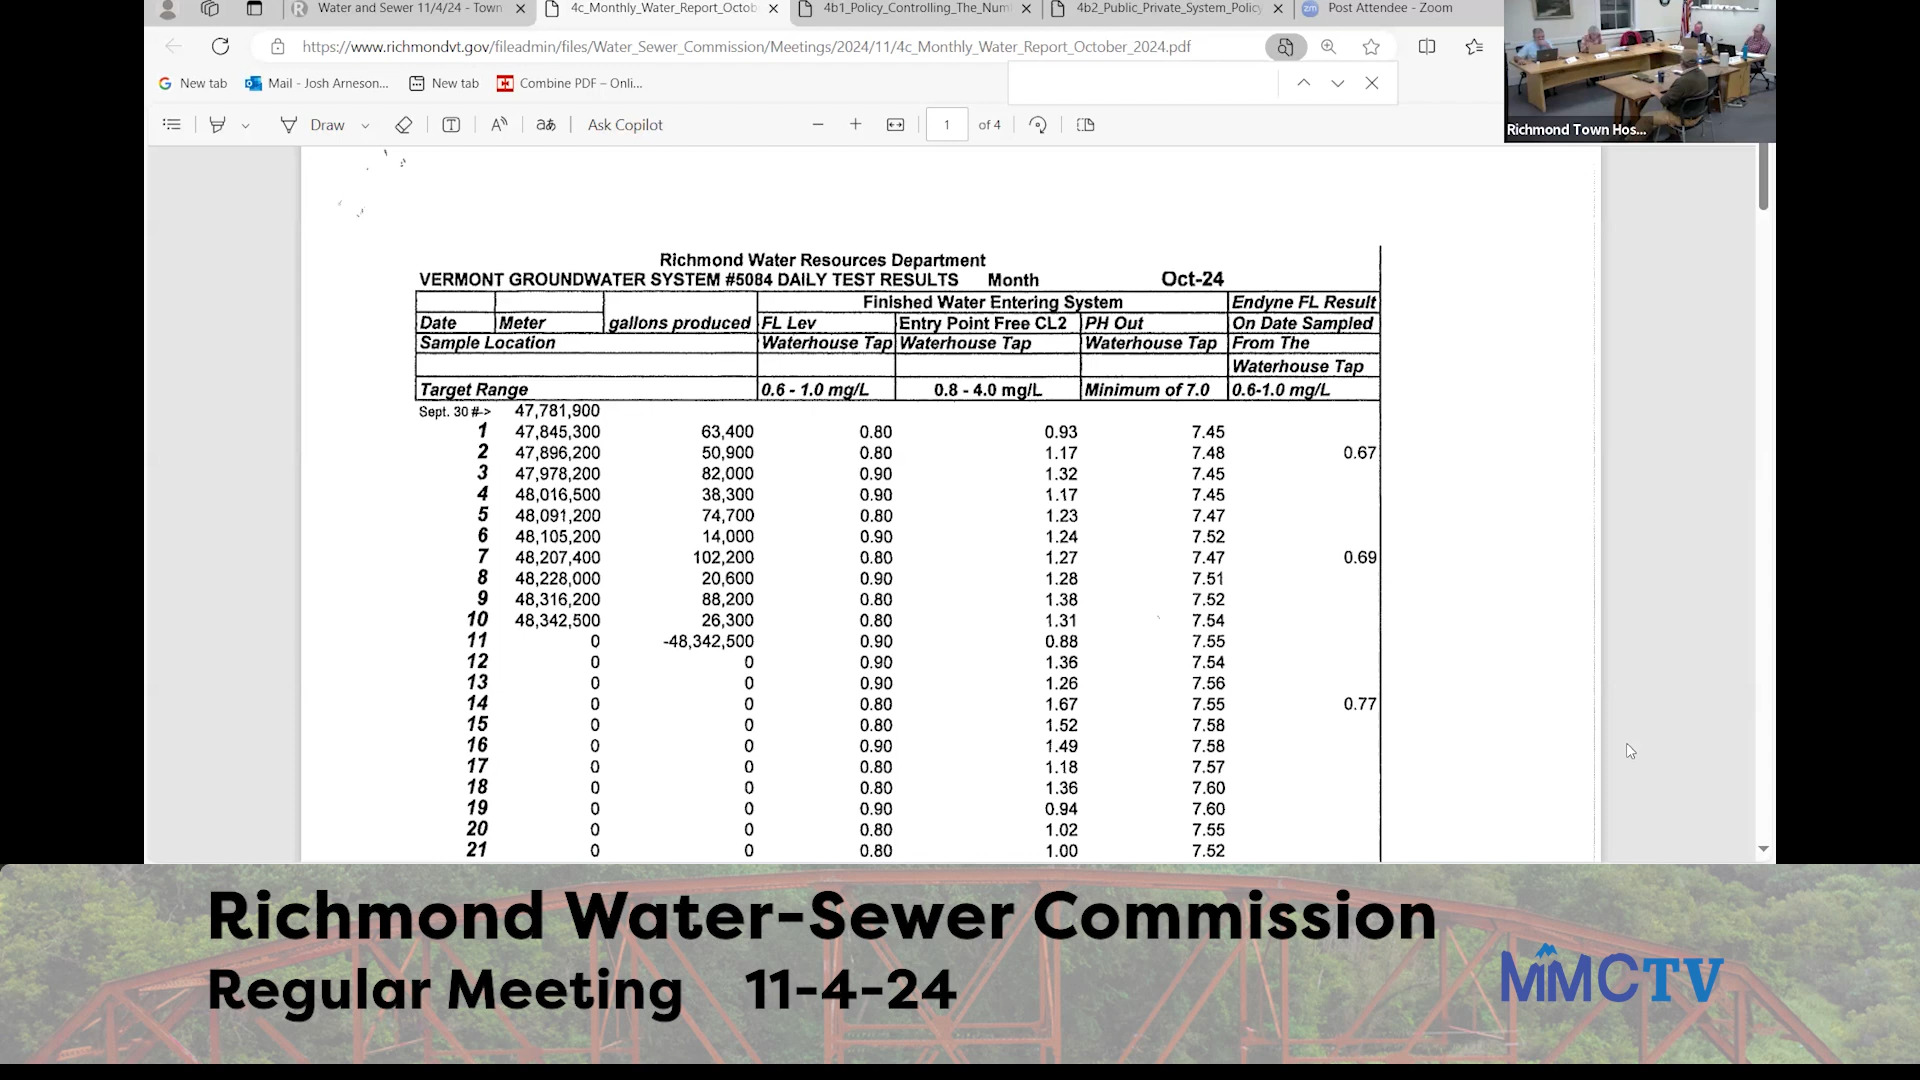 Water and Sewer 11/4/24 - Town
4c_Monthly_Water_Report_Octob
4b1_Policy_Controlling_The_Num
4b2_Public_Private_System_Policy
zm Post Attendee - Zoom
https://www.richmondvt.gov/fileadmin/files/Water_Sewer_Commission/Meetings/2024/11/4c_Monthly_Water_Report_October_2024.pdf
New tab
Mail - Josh Arneson...
New tab
Combine PDF – Onli...
Draw
Ask Copilot
1 of 4
Richmond Town Hos...
Richmond Water Resources Department
VERMONT GROUNDWATER SYSTEM #5084 DAILY TEST RESULTS Month Oct-24
Finished Water Entering System Endyne FL Result
Date Meter gallons produced FL Lev Entry Point Free CL2 PH Out On Date Sampled
Sample Location Waterhouse Tap Waterhouse Tap Waterhouse Tap From The
Waterhouse Tap
Target Range 0.6 - 1.0 mg/L 0.8 - 4.0 mg/L Minimum of 7.0 0.6-1.0 mg/L
Sept. 30 #-> 47,781,900
1 47,845,300 63,400 0.80 0.93 7.45
2 47,896,200 50,900 0.80 1.17 7.48 0.67
3 47,978,200 82,000 0.90 1.32 7.45
4 48,016,500 38,300 0.90 1.17 7.45
5 48,091,200 74,700 0.80 1.23 7.47
6 48,105,200 14,000 0.90 1.24 7.52
7 48,207,400 102,200 0.80 1.27 7.47 0.69
8 48,228,000 20,600 0.90 1.28 7.51
9 48,316,200 88,200 0.80 1.38 7.52
10 48,342,500 26,300 0.80 1.31 7.54
11 0 -48,342,500 0.90 0.88 7.55
12 0 0 0.90 1.36 7.54
13 0 0 0.90 1.26 7.56
14 0 0 0.80 1.67 7.55 0.77
15 0 0 0.80 1.52 7.58
16 0 0 0.90 1.49 7.58
17 0 0 0.80 1.18 7.57
18 0 0 0.80 1.36 7.60
19 0 0 0.90 0.94 7.60
20 0 0 0.80 1.02 7.55
21 0 0 0.80 1.00 7.52
Richmond Water-Sewer Commission
Regular Meeting 11-4-24
MMCTV